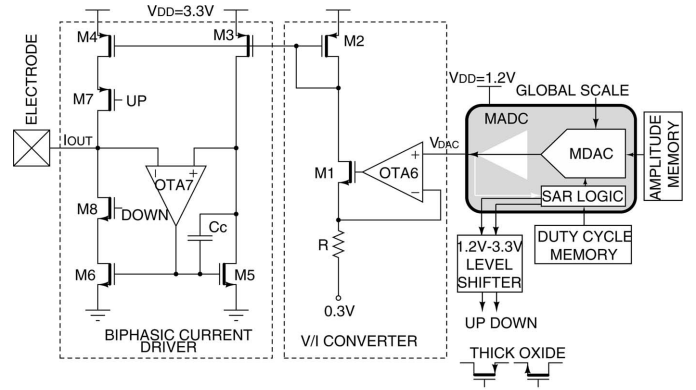 VDD=3.3V
M4
M3
M2
M7
UP
ELECTRODE
IOUT
OTA7
M8
DOWN
Cc
M6
M5
BIPHASIC CURRENT
DRIVER
M1
OTA6
VDAC
R
0.3V
V/I CONVERTER
VDD=1.2V
GLOBAL SCALE
MADC
MDAC
AMPLITUDE
MEMORY
SAR LOGIC
DUTY CYCLE
MEMORY
1.2V-3.3V
LEVEL
SHIFTER
UP DOWN
THICK OXIDE